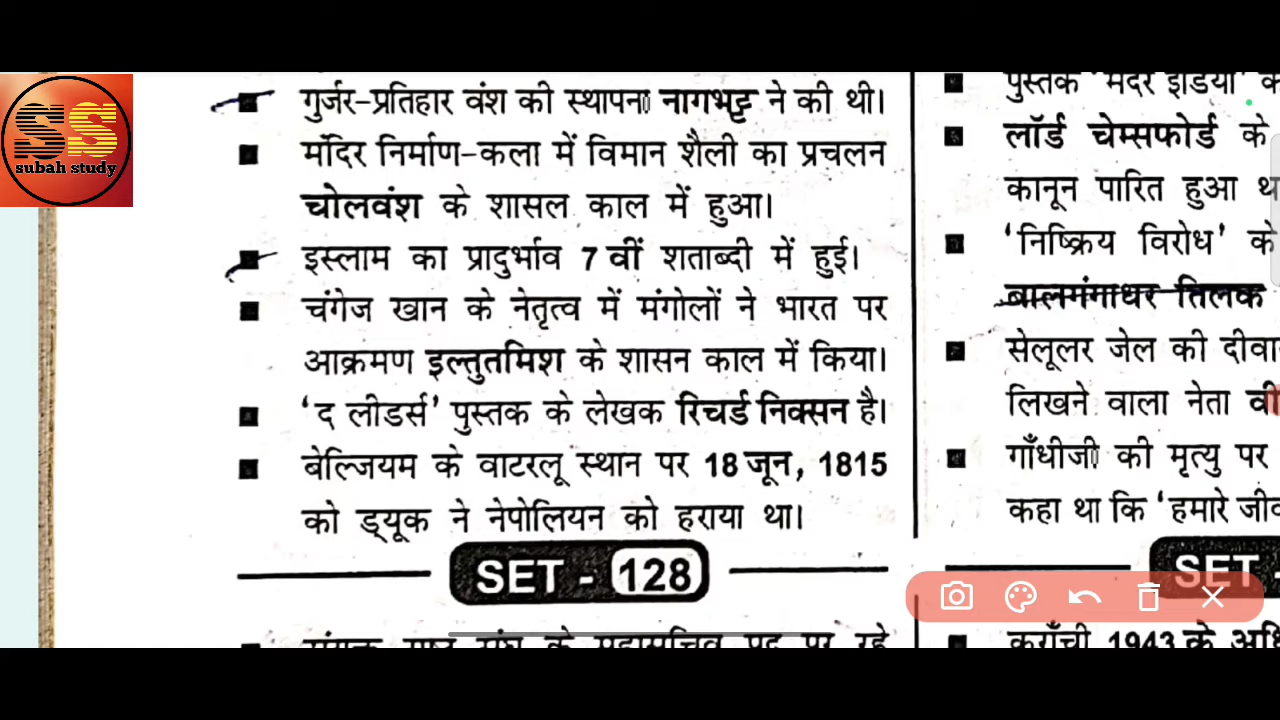 SS
subah study
गुर्जर-प्रतिहार वंश की स्थापना नागभट्ट ने की थी।
मंदिर निर्माण-कला में विमान शैली का प्रचलन
चोलवंश के शासल काल में हुआ।
इस्लाम का प्रादुर्भाव 7 वीं शताब्दी में हुई।
चंगेज खान के नेतृत्व में मंगोलों ने भारत पर
आक्रमण इल्तुतमिश के शासन काल में किया।
'द लीडर्स' पुस्तक के लेखक रिचर्ड निक्सन है।
बेल्जियम के वाटरलू स्थान पर 18 जून, 1815
को ड्यूक ने नेपोलियन को हराया था।
SET - 128
पुस्तक 'मदर इंडिया'
लॉर्ड चेम्सफोर्ड के
कानून पारित हुआ
'निष्क्रिय विरोध' के
बालगंगाधर तिलक
सेलूलर जेल की
लिखने वाला नेता
गाँधीजी की मृत्यु पर
कहा था कि 'हमारे
SET -
कराँची 1943 के